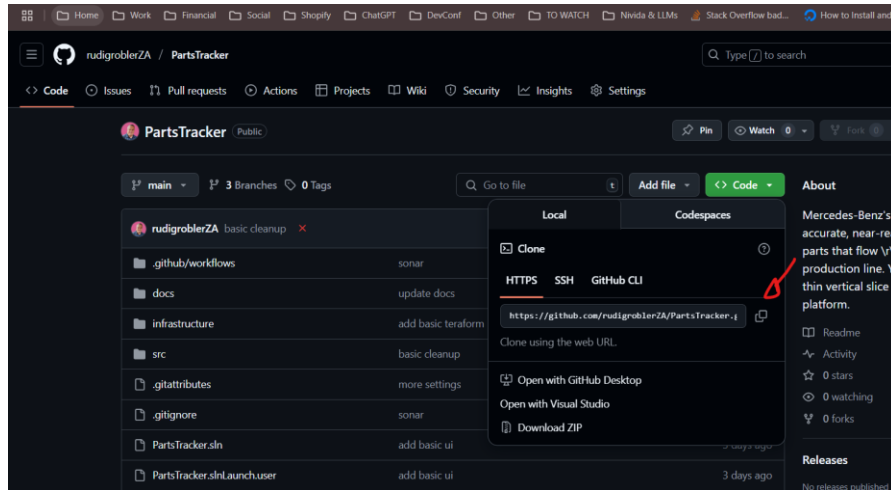 Home Work Financial Social Shopify ChatGPT DevConf Other TO WATCH Nivida & LLMs Stack Overflow bad... How to Install and
rudigroblerZA / PartsTracker
Type / to search
Code Issues Pull requests Actions Projects Wiki Security Insights Settings
PartsTracker Public
Pin Watch 0 Fork 0
main 3 Branches 0 Tags
Go to file t
Add file
Code
About
rudigroblerZA basic cleanup
.github/workflows sonar
docs update docs
infrastructure add basic teraform
src basic cleanup
.gitattributes more settings
.gitignore sonar
PartsTracker.sln add basic ui 3 days ago
PartsTracker.slnLaunch.user add basic ui 3 days ago
Local Codespaces
Clone
HTTPS SSH GitHub CLI
https://github.com/rudigroblerZA/PartsTracker.g
Clone using the web URL.
Open with GitHub Desktop
Open with Visual Studio
Download ZIP
Mercedes-Benz's
accurate, near-re
parts that flow \r\
production line. \
thin vertical slice
platform.
Readme
Activity
0 stars
0 watching
0 forks
Releases
No releases published